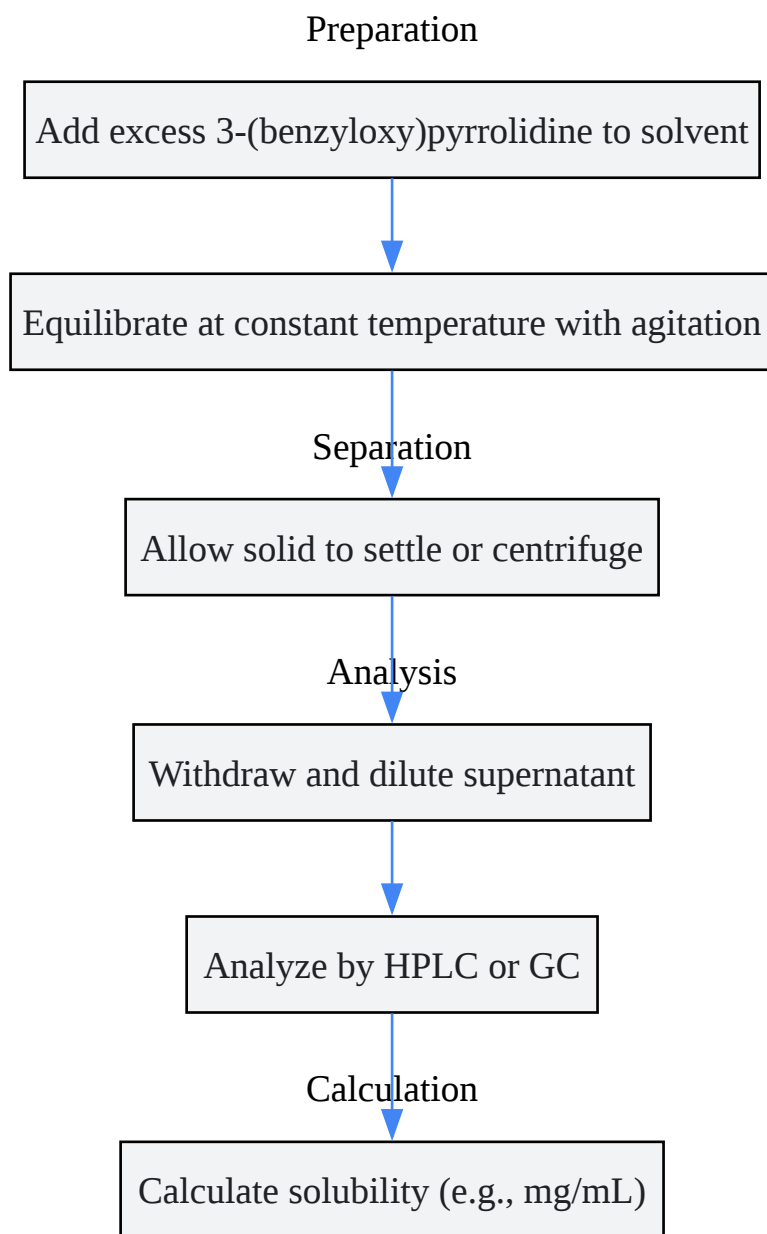 Preparation
Add excess 3-(benzyloxy)pyrrolidine to solvent
Equilibrate at constant temperature with agitation
Separation
Allow solid to settle or centrifuge
Analysis
Withdraw and dilute supernatant
Analyze by HPLC or GC
Calculation
Calculate solubility (e.g., mg/mL)